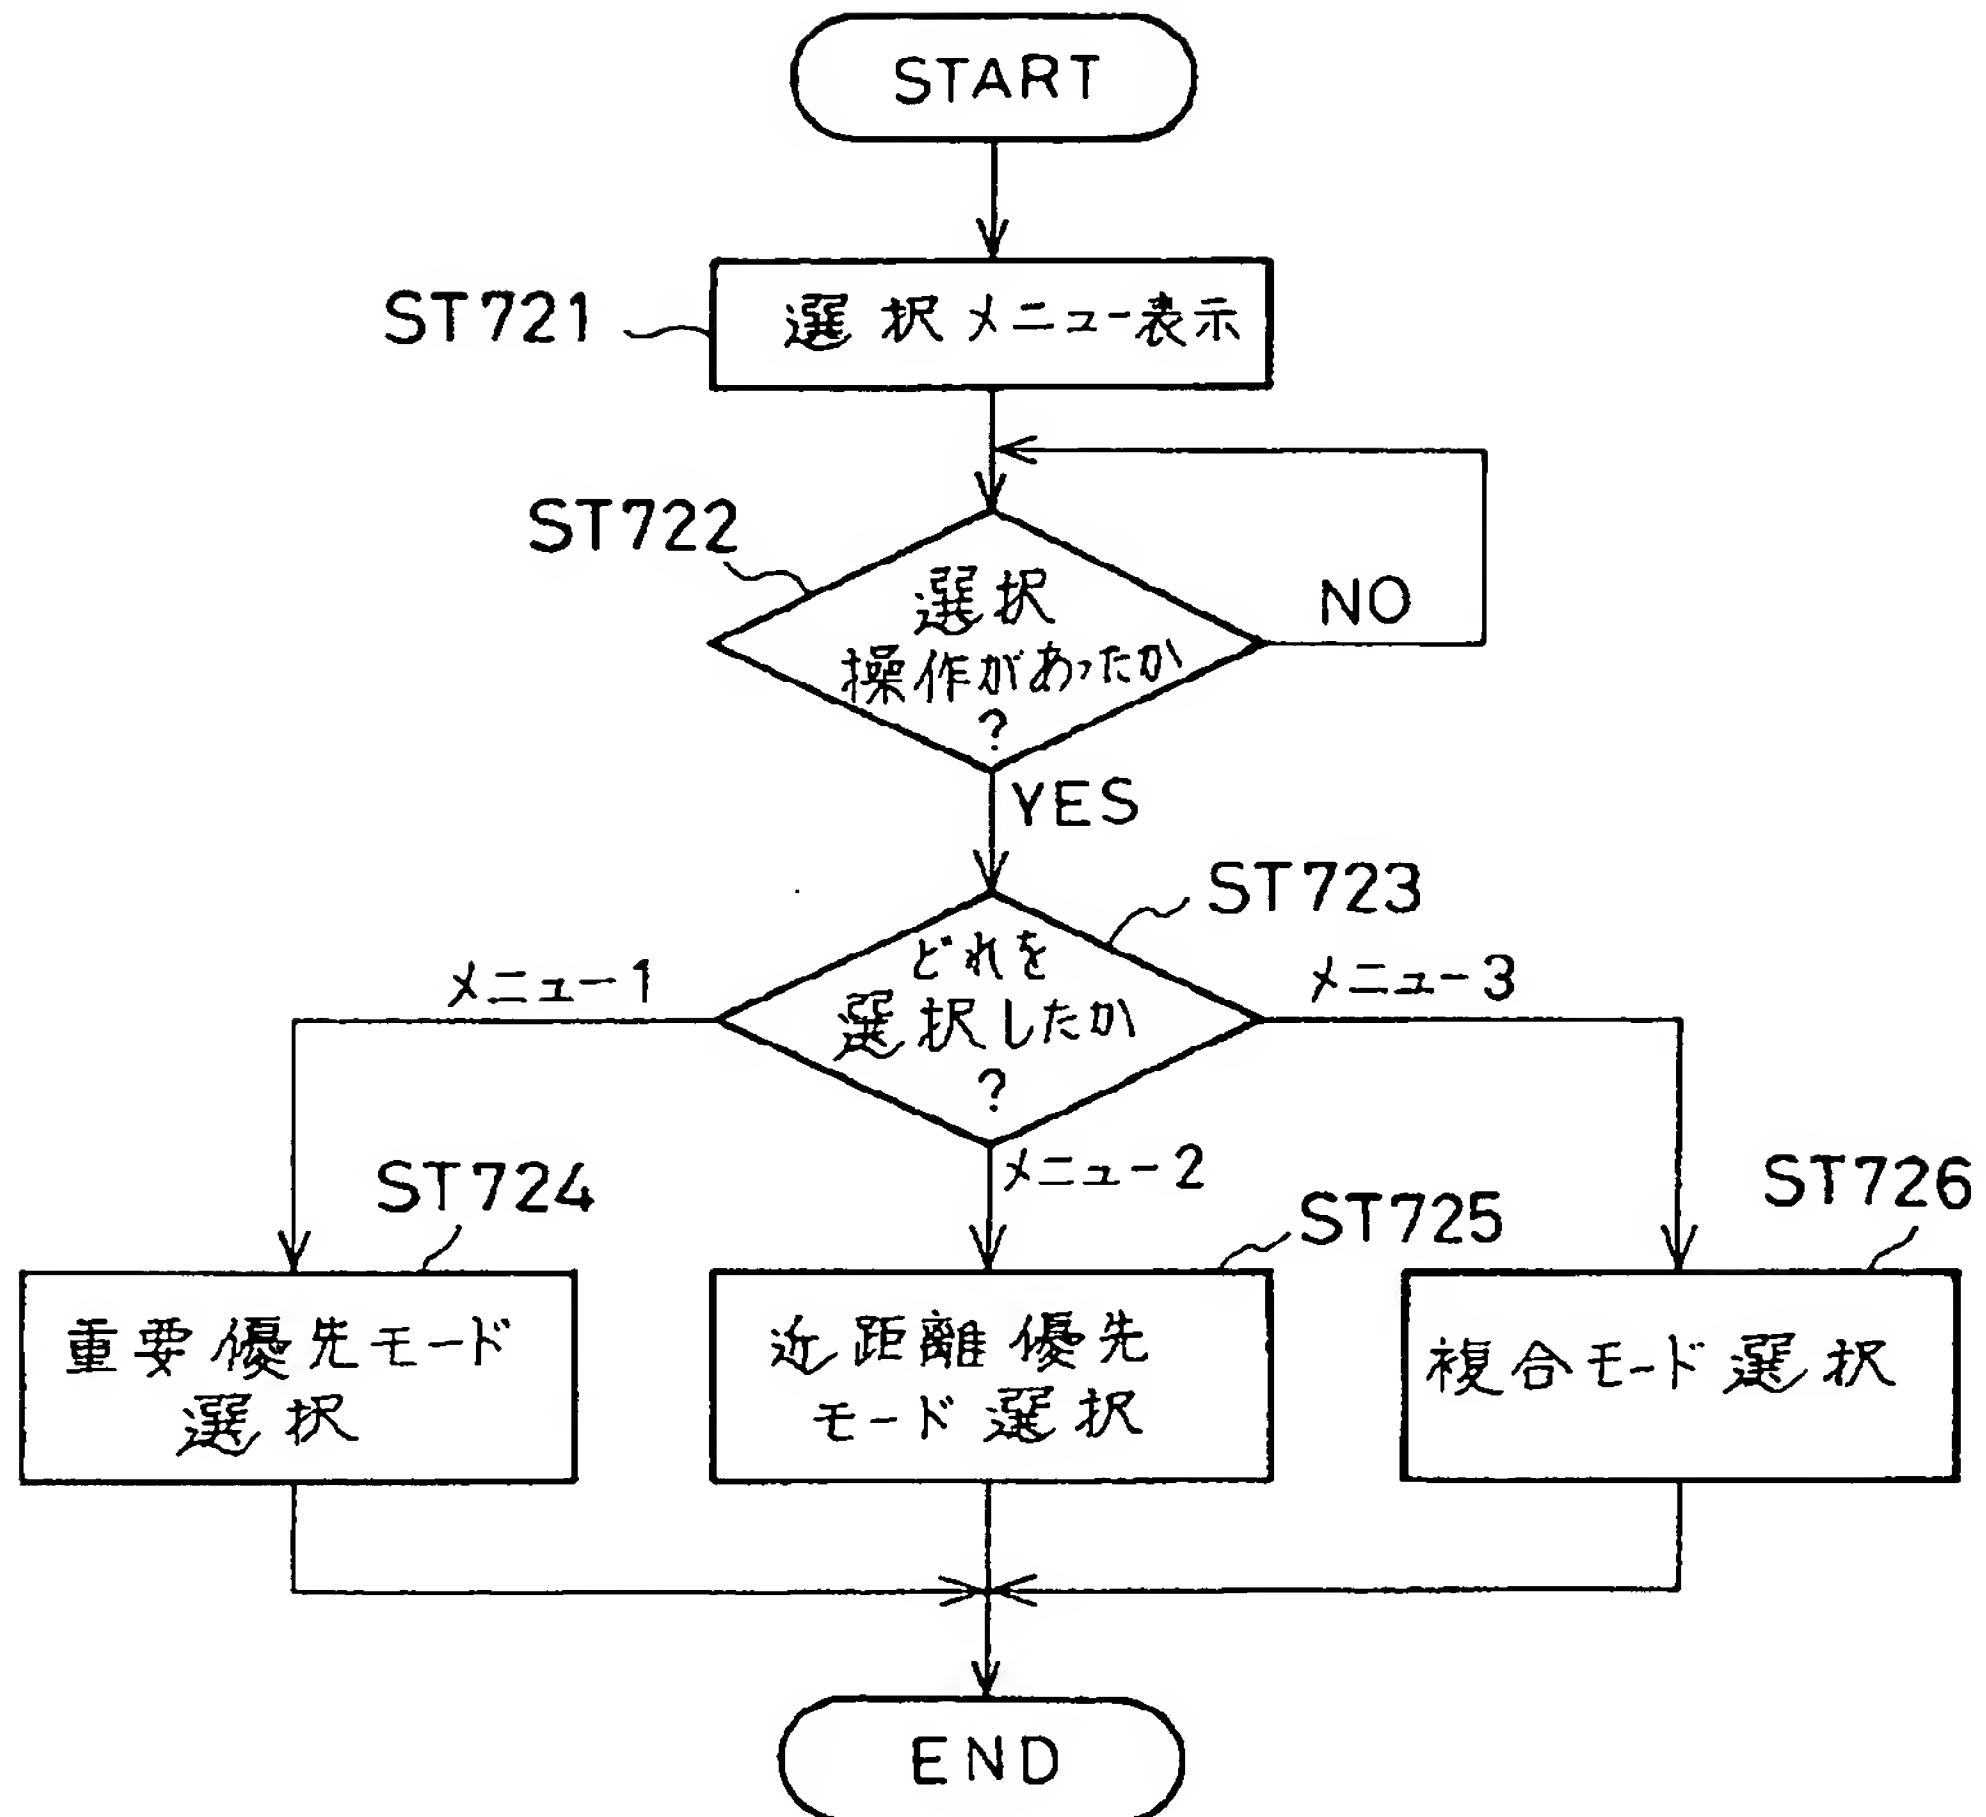 START
ST721
選択メニュー表示
ST722
選択
操作があったか
?
NO
YES
ST723
どれを
選択したか
?
メニュー1
メニュー3
メニュー2
ST724
重要優先モード
選択
ST725
近距離優先
モード選択
ST726
複合モード選択
END